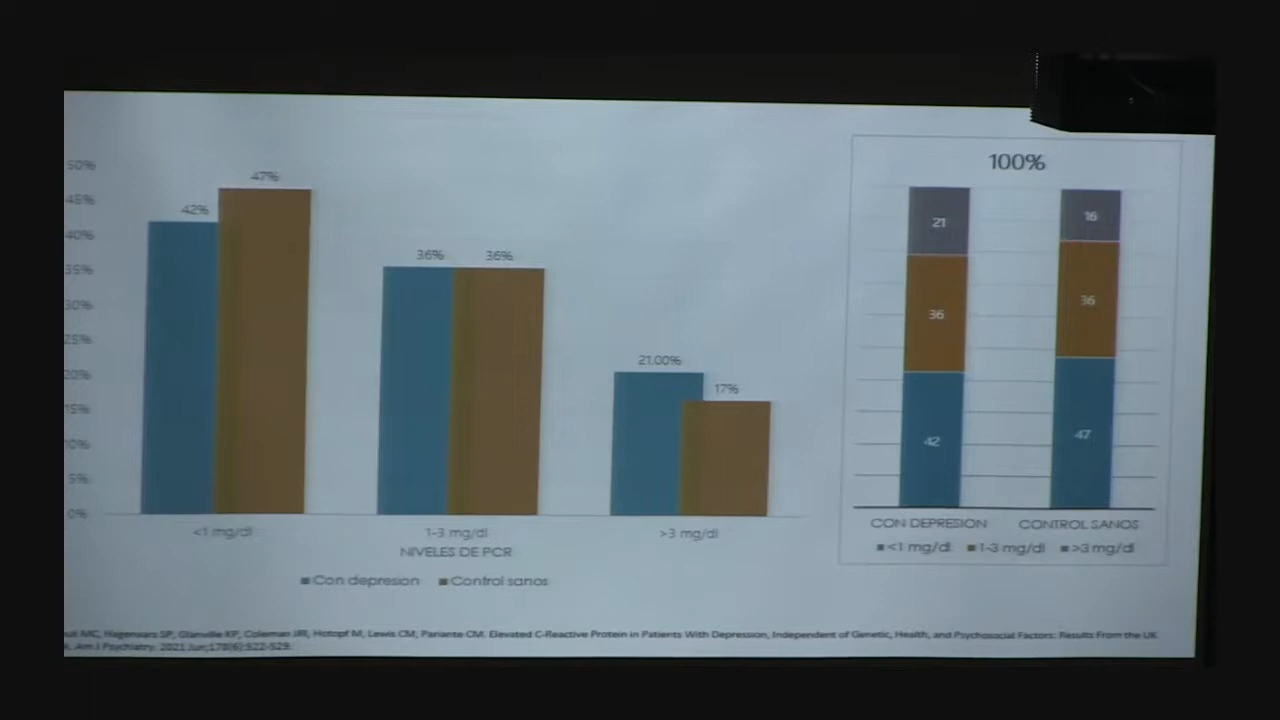 50%
45%
40%
35%
30%
25%
20%
15%
10%
5%
0%
42%
47%
36%
36%
21.00%
17%
<1 mg/dl
1-3 mg/dl
>3 mg/dl
NIVELES DE PCR
Con depresion
Control sanos
100%
21
16
36
36
42
47
CON DEPRESION
CONTROL SANOS
<1 mg/dl
1-3 mg/dl
>3 mg/dl
MC, Hagenaars SP, Glanville KP, Coleman JRI, Hotopf M, Lewis CM, Pariante CM. Elevated C-Reactive Protein in Patients With Depression, Independent of Genetic, Health, and Psychosocial Factors: Results From the UK
Am J Psychiatry. 2021 Jun;178(6):522-529.